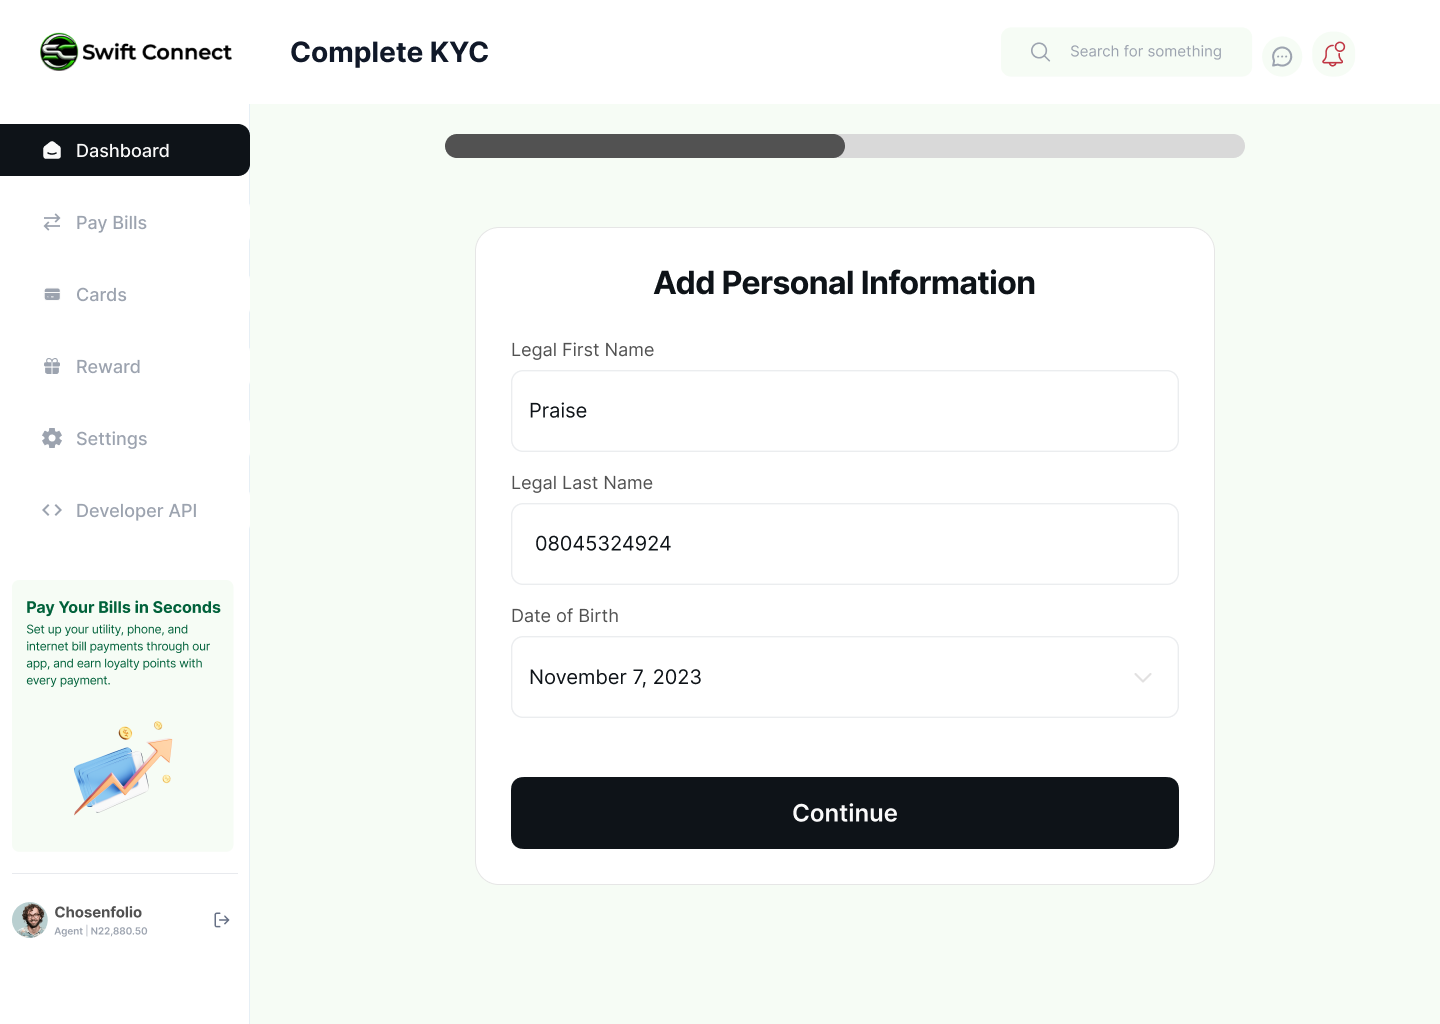 Swift Connect
Complete KYC
Search for something
Dashboard
Pay Bills
Cards
Reward
Settings
Developer API
Pay Your Bills in Seconds
Set up your utility, phone, and
internet bill payments through our
app, and earn loyalty points with
every payment.
Chosenfolio
Agent | N22,880.50
Add Personal Information
Legal First Name
Praise
Legal Last Name
08045324924
Date of Birth
November 7, 2023
Continue